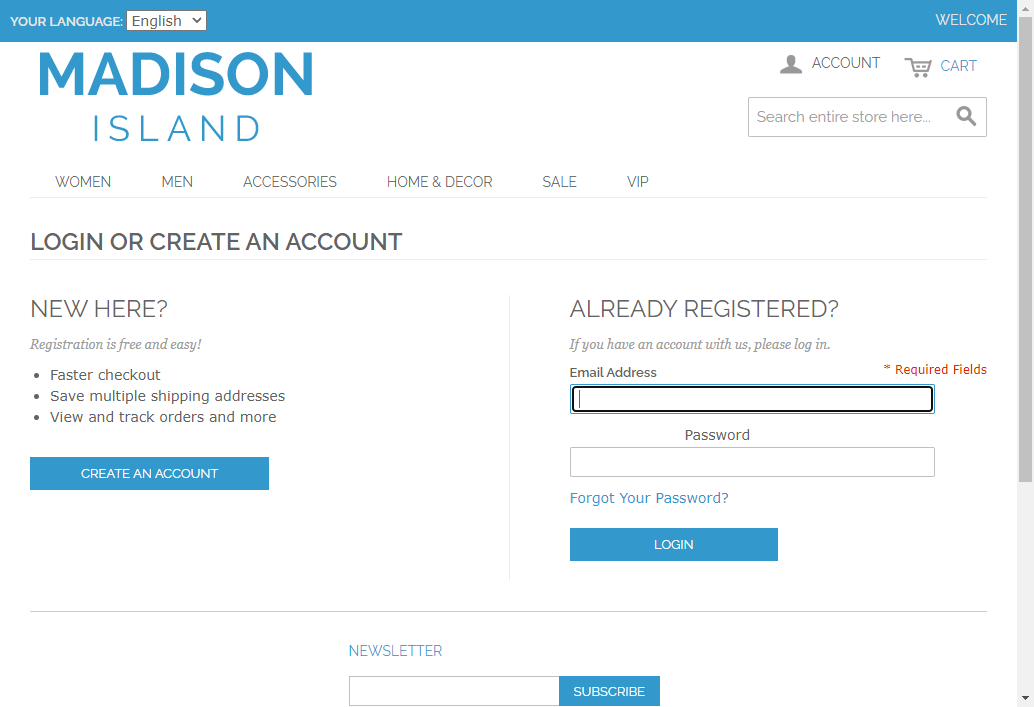 YOUR LANGUAGE: English
WELCOME
MADISON
ISLAND
ACCOUNT
CART
Search entire store here...
WOMEN MEN ACCESSORIES HOME & DECOR SALE VIP
LOGIN OR CREATE AN ACCOUNT
NEW HERE?
Registration is free and easy!
• Faster checkout
• Save multiple shipping addresses
• View and track orders and more
CREATE AN ACCOUNT
ALREADY REGISTERED?
If you have an account with us, please log in.
* Required Fields
Email Address
Password
Forgot Your Password?
LOGIN
NEWSLETTER
SUBSCRIBE